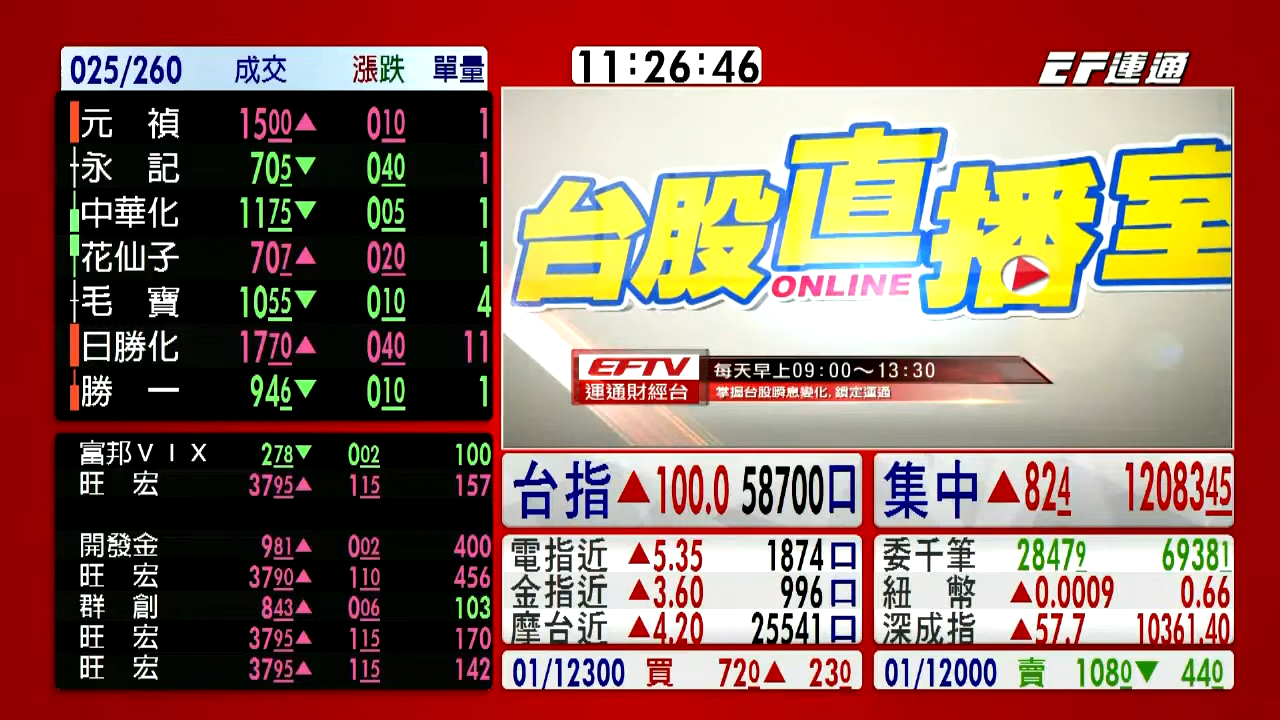 025/260 成交 漲跌 單量
元禎 1500▲ 010 1
永記 705▼ 040 1
中華化 1175▼ 005 1
花仙子 707▲ 020 1
毛寶 1055▼ 010 4
日勝化 1770▲ 040 11
勝一 946▼ 010 1
富邦VIX 278▼ 002 100
旺宏 3795▲ 115 157
開發金 981▲ 002 400
旺宏 3790▲ 110 456
群創 843▲ 006 103
旺宏 3795▲ 115 170
旺宏 3795▲ 115 142
11:26:46
EF運通
台股直播室
ONLINE
EFTV
運通財經台
每天早上09:00～13:30
掌握台股瞬息變化,鎖定運通
台指▲100.0 58700口
集中▲824 1208345
電指近 ▲5.35 1874口
金指近 ▲3.60 996口
摩台近 ▲4.20 25541口
委千筆 28479 69381
紐幣 ▲0.0009 0.66
深成指 ▲57.7 10361.40
01/12300 買 720▲ 230
01/12000 賣 1080▼ 440